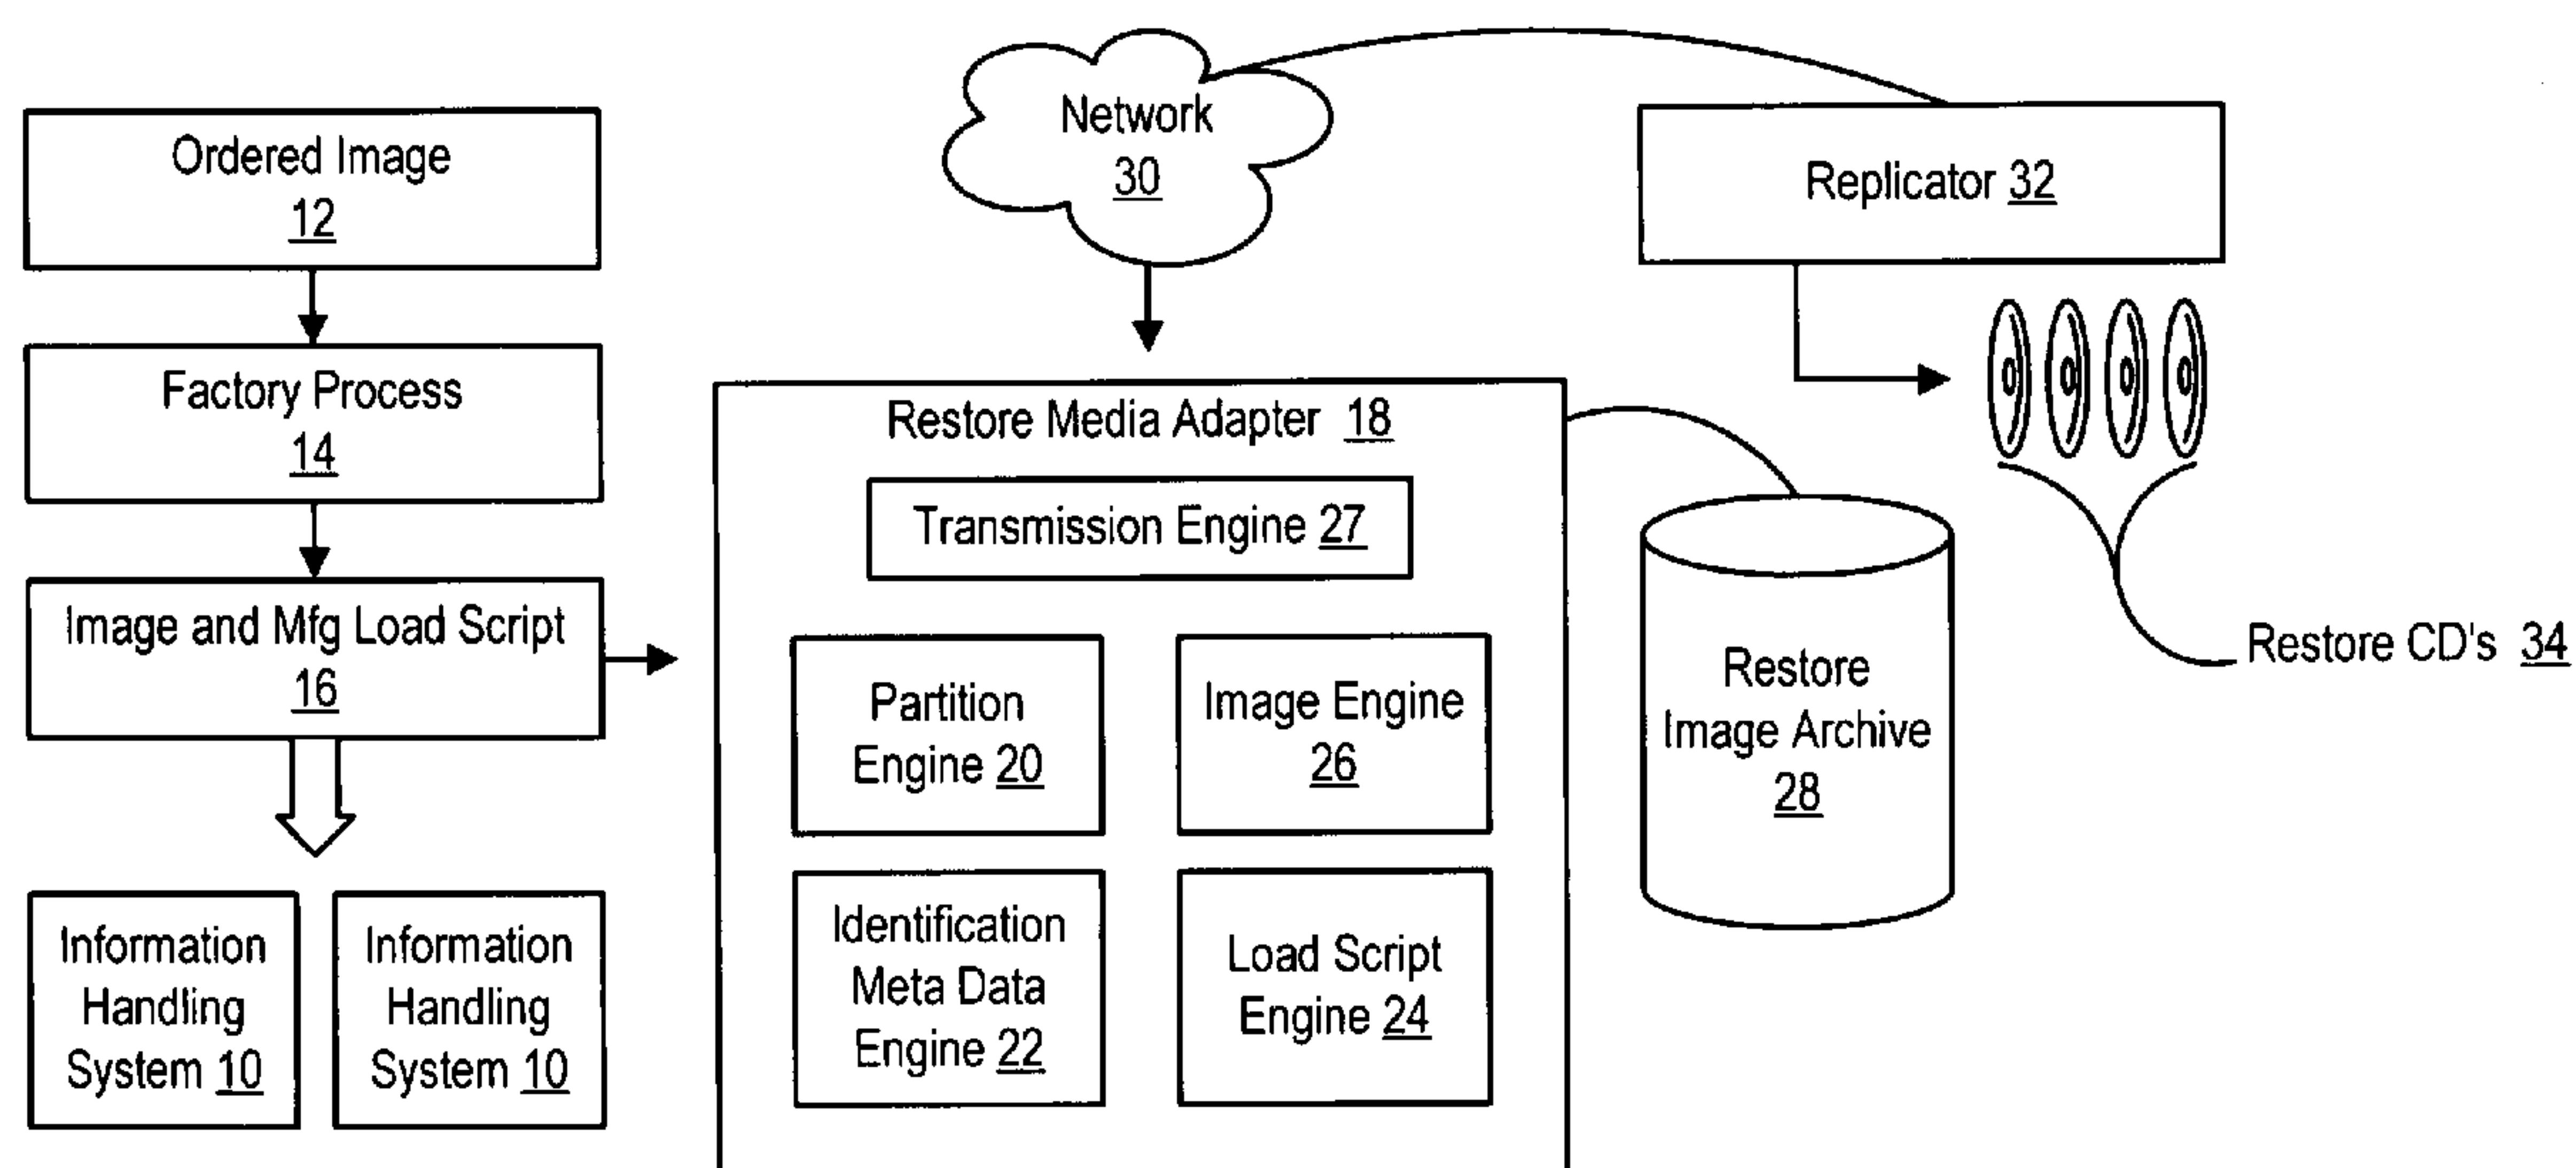 Ordered Image
12
Factory Process
14
Image and Mfg Load Script
16
Information
Handling
System 10
Information
Handling
System 10
Network
30
Restore Media Adapter 18
Transmission Engine 27
Partition
Engine 20
Image Engine
26
Identification
Meta Data
Engine 22
Load Script
Engine 24
Replicator 32
Restore
Image Archive
28
Restore CD's 34